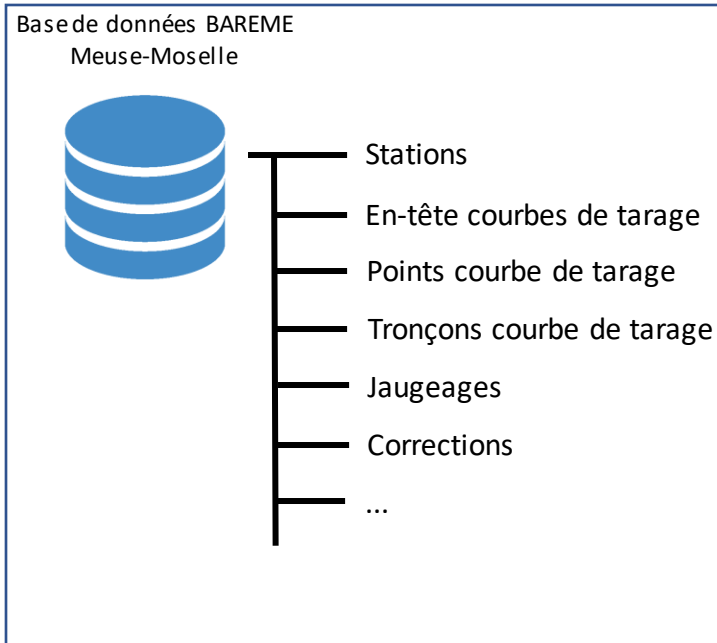 Base de données BAREME
Meuse-Moselle
Stations
En-tête courbes de tarage
Points courbe de tarage
Tronçons courbe de tarage
Jaugeages
Corrections
...